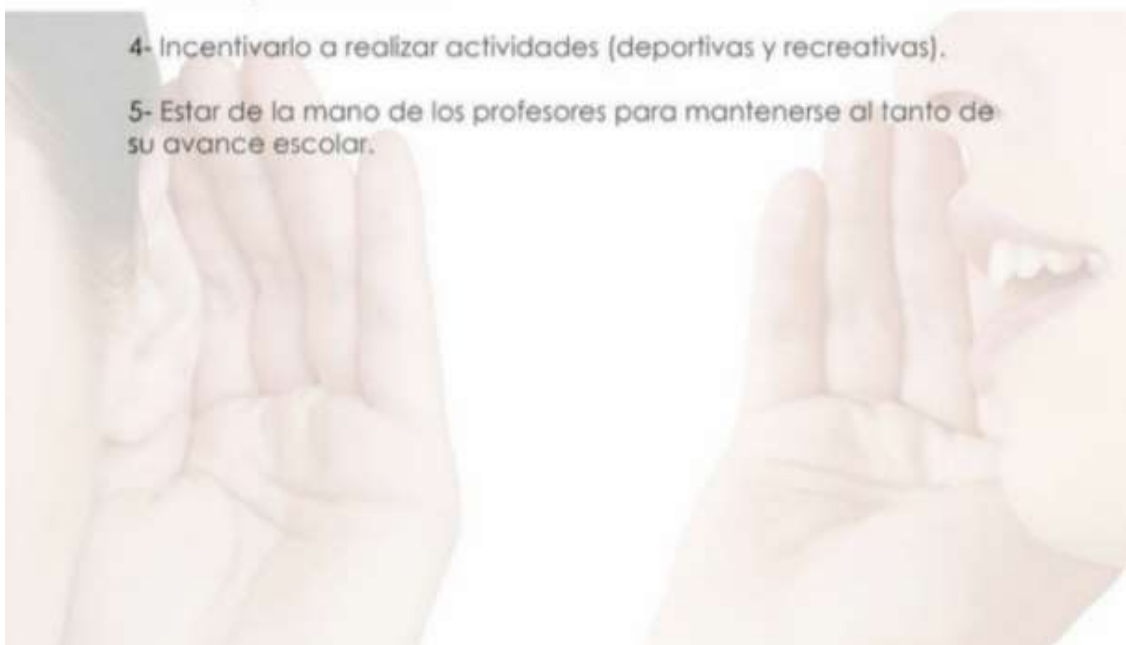 4- Incentivarlo a realizar actividades (deportivas y recreativas).
5- Estar de la mano de los profesores para mantenerse al tanto de
su avance escolar.